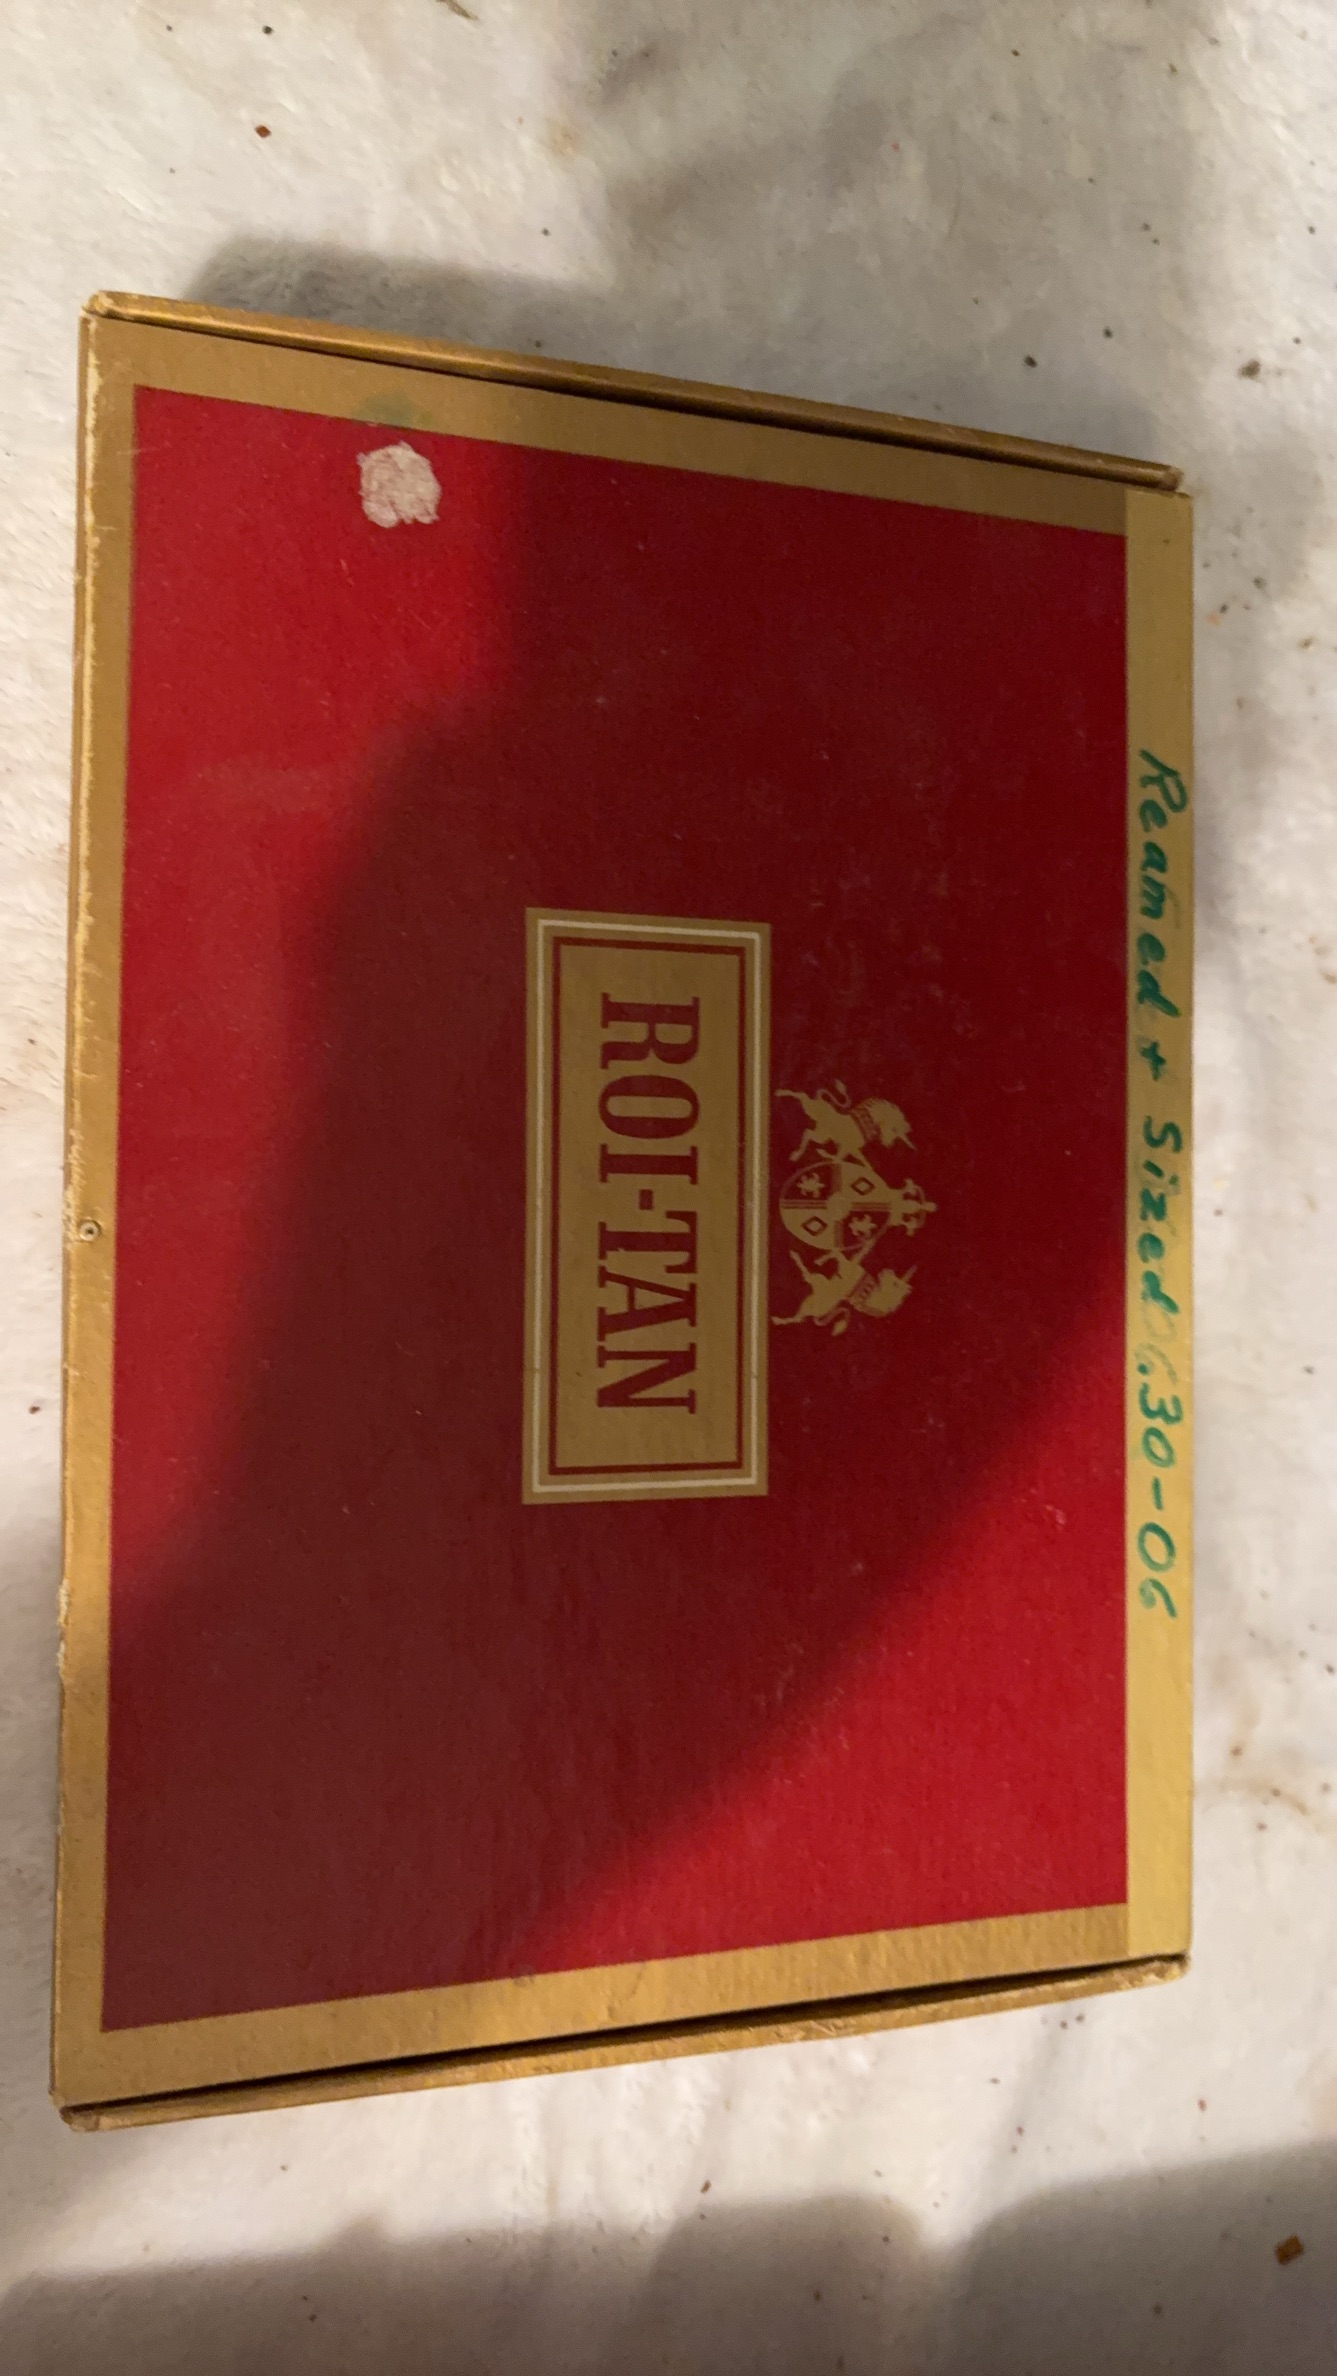 Reamed + Sized .30-06
ROI-TAN